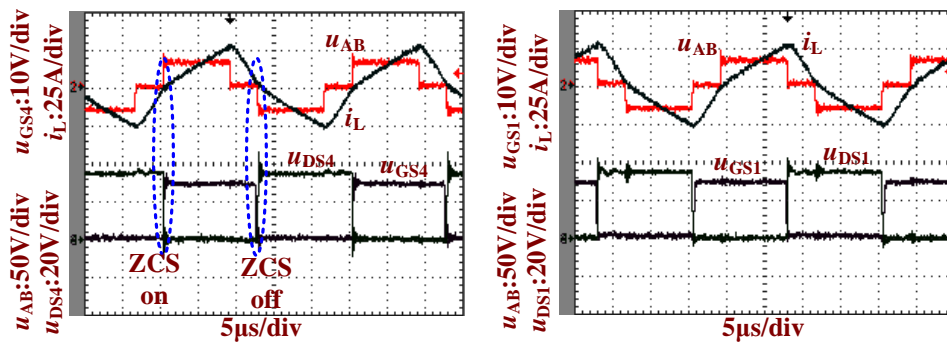 u_GS4:10V/div
i_L:25A/div
u_AB:50V/div
u_DS4:20V/div
2
u_AB
i_L
u_DS4
u_GS4
ZCS on
ZCS off
5μs/div
u_GS1:10V/div
i_L:25A/div
u_AB:50V/div
u_DS1:20V/div
2
u_AB
i_L
u_GS1
u_DS1
5μs/div